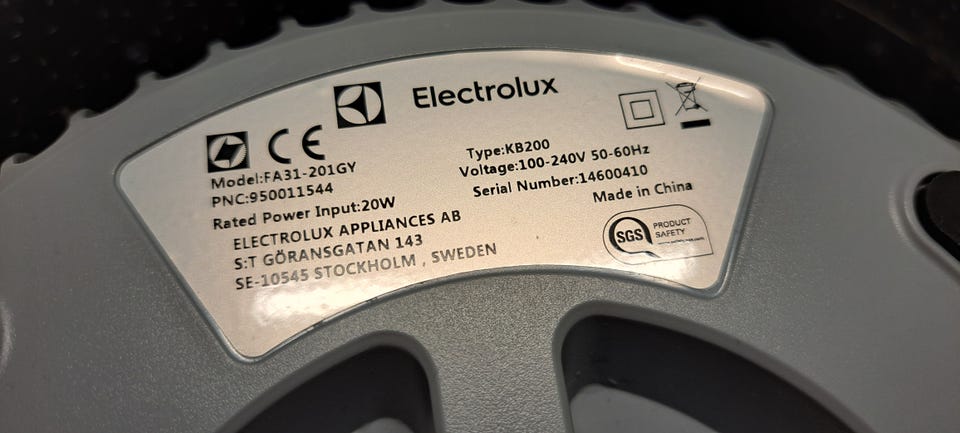 Electrolux
CE
Model:FA31-201GY
PNC:950011544
Rated Power Input:20W
ELECTROLUX APPLIANCES AB
S:T GÖRANSGATAN 143
SE-10545 STOCKHOLM , SWEDEN
Type:KB200
Voltage:100-240V 50-60Hz
Serial Number:14600410
Made in China
SGS
PRODUCT
SAFETY